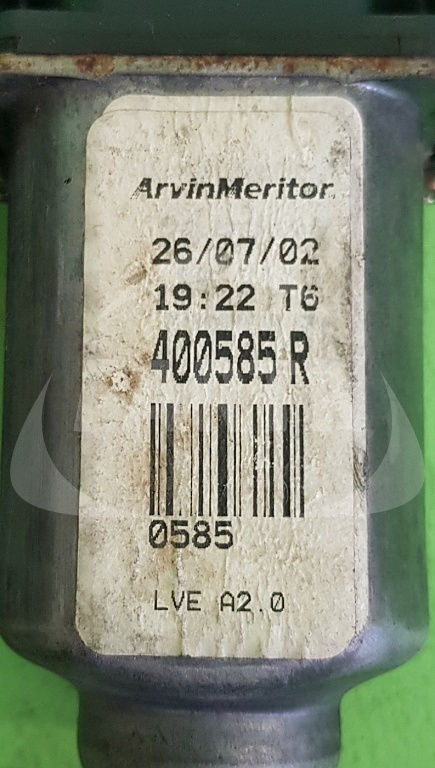 ArvinMeritor
26/07/02
19:22 T6
400585 R
0585
LVE A2.0